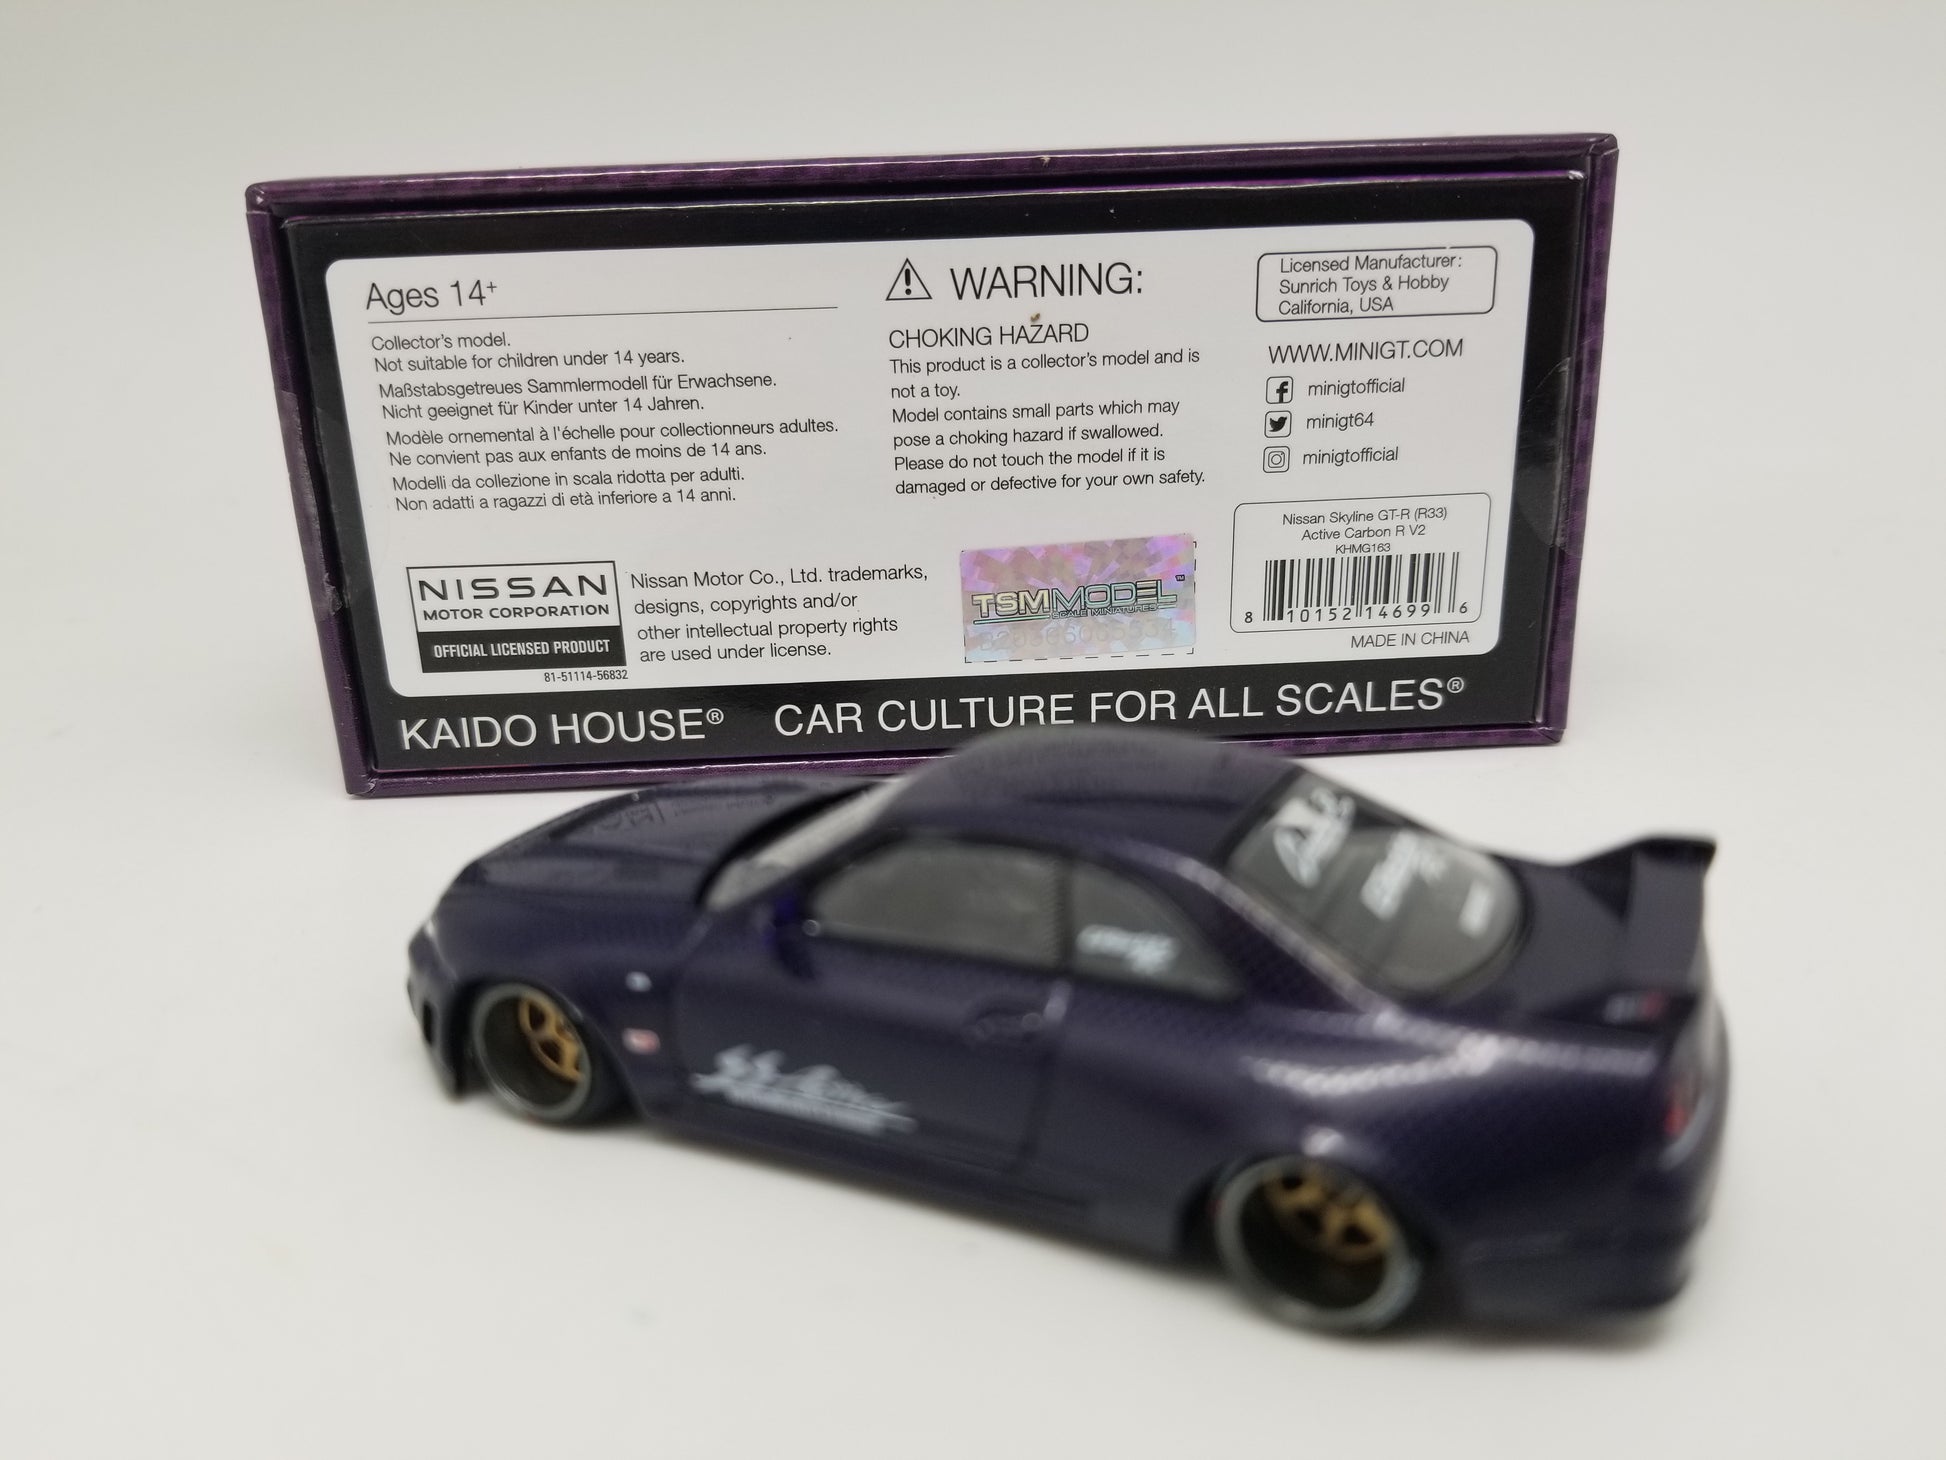 Ages 14+
Collector's model.
Not suitable for children under 14 years.
Maßstabsgetreues Sammlermodell für Erwachsene.
Nicht geeignet für Kinder unter 14 Jahren.
Modèle ornemental à l'échelle pour collectionneurs adultes.
Ne convient pas aux enfants de moins de 14 ans.
Modelli da collezione in scala ridotta per adulti.
Non adatti a ragazzi di età inferiore a 14 anni.
NISSAN
MOTOR CORPORATION
OFFICIAL LICENSED PRODUCT
81-51114-56832
Nissan Motor Co., Ltd. trademarks,
designs, copyrights and/or
other intellectual property rights
are used under license.
WARNING:
CHOKING HAZARD
This product is a collector's model and is
not a toy.
Model contains small parts which may
pose a choking hazard if swallowed.
Please do not touch the model if it is
damaged or defective for your own safety.
TSMMODEL™
SCALE MINIATURES
Licensed Manufacturer:
Sunrich Toys & Hobby
California, USA
WWW.MINIGT.COM
minigtofficial
minigt64
minigtofficial
Nissan Skyline GT-R (R33)
Active Carbon R V2
KHMG163
8 10152 14699 6
MADE IN CHINA
KAIDO HOUSE® CAR CULTURE FOR ALL SCALES®